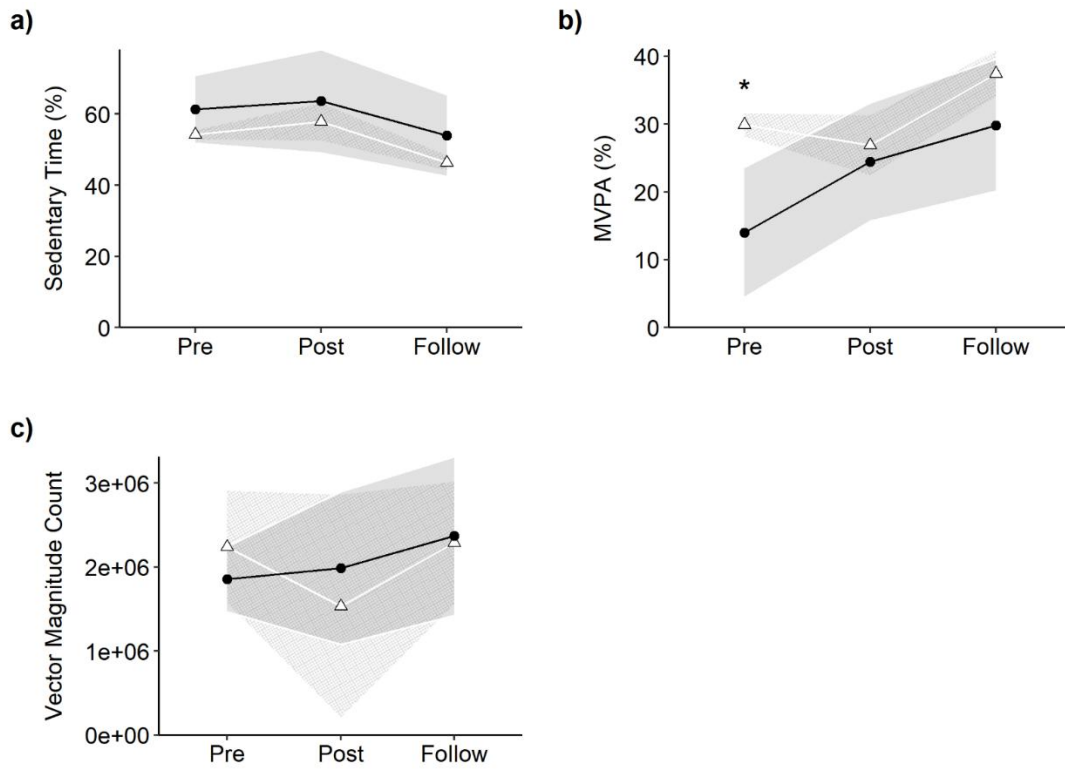 a)
Sedentary Time (%)
60
40
20
0
Pre Post Follow
b)
MVPA (%)
40
30
20
10
0
*
Pre Post Follow
c)
Vector Magnitude Count
3e+06
2e+06
1e+06
0e+00
Pre Post Follow